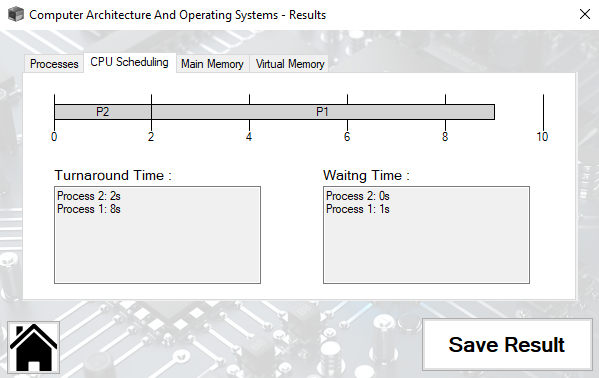 Computer Architecture And Operating Systems - Results
Processes CPU Scheduling Main Memory Virtual Memory
P2 P1
0 2 4 6 8 10
Turnaround Time :
Process 2: 2s
Process 1: 8s
Waitng Time :
Process 2: 0s
Process 1: 1s
Save Result